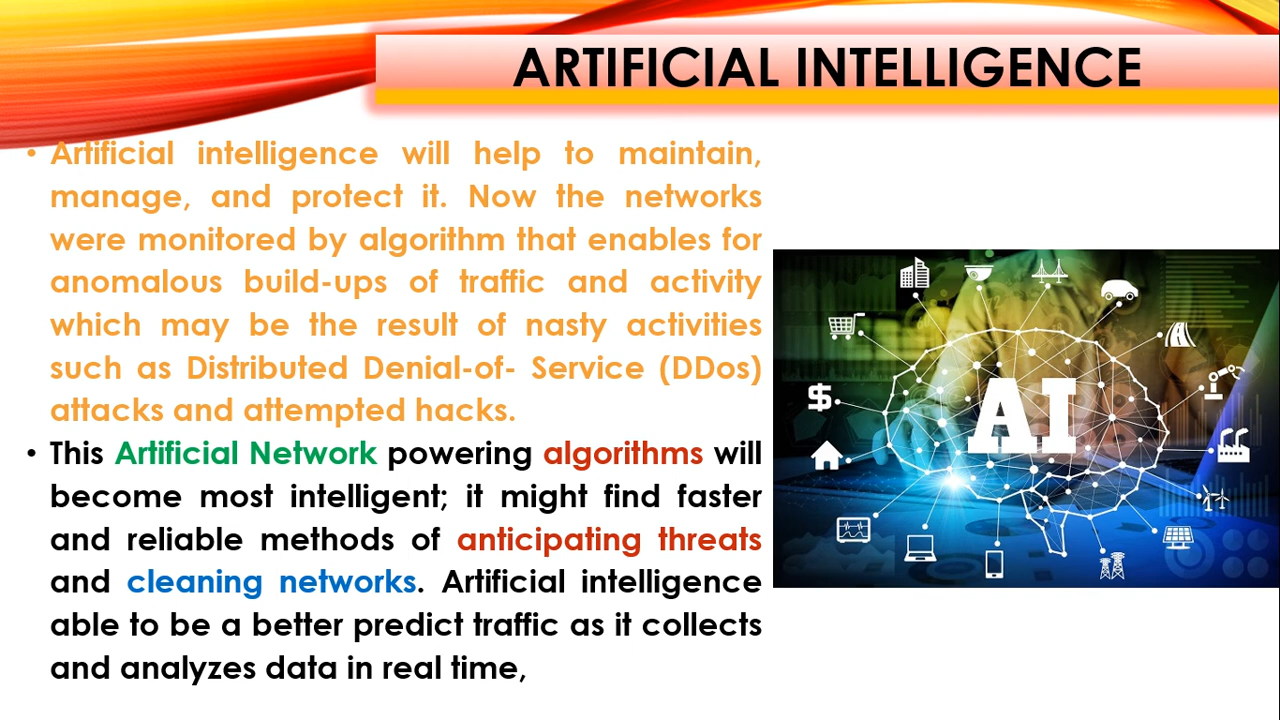 ARTIFICIAL INTELLIGENCE
• Artificial intelligence will help to maintain,
manage, and protect it. Now the networks
were monitored by algorithm that enables for
anomalous build-ups of traffic and activity
which may be the result of nasty activities
such as Distributed Denial-of- Service (DDos)
attacks and attempted hacks.
• This Artificial Network powering algorithms will
become most intelligent; it might find faster
and reliable methods of anticipating threats
and cleaning networks. Artificial intelligence
able to be a better predict traffic as it collects
and analyzes data in real time,
AI
$